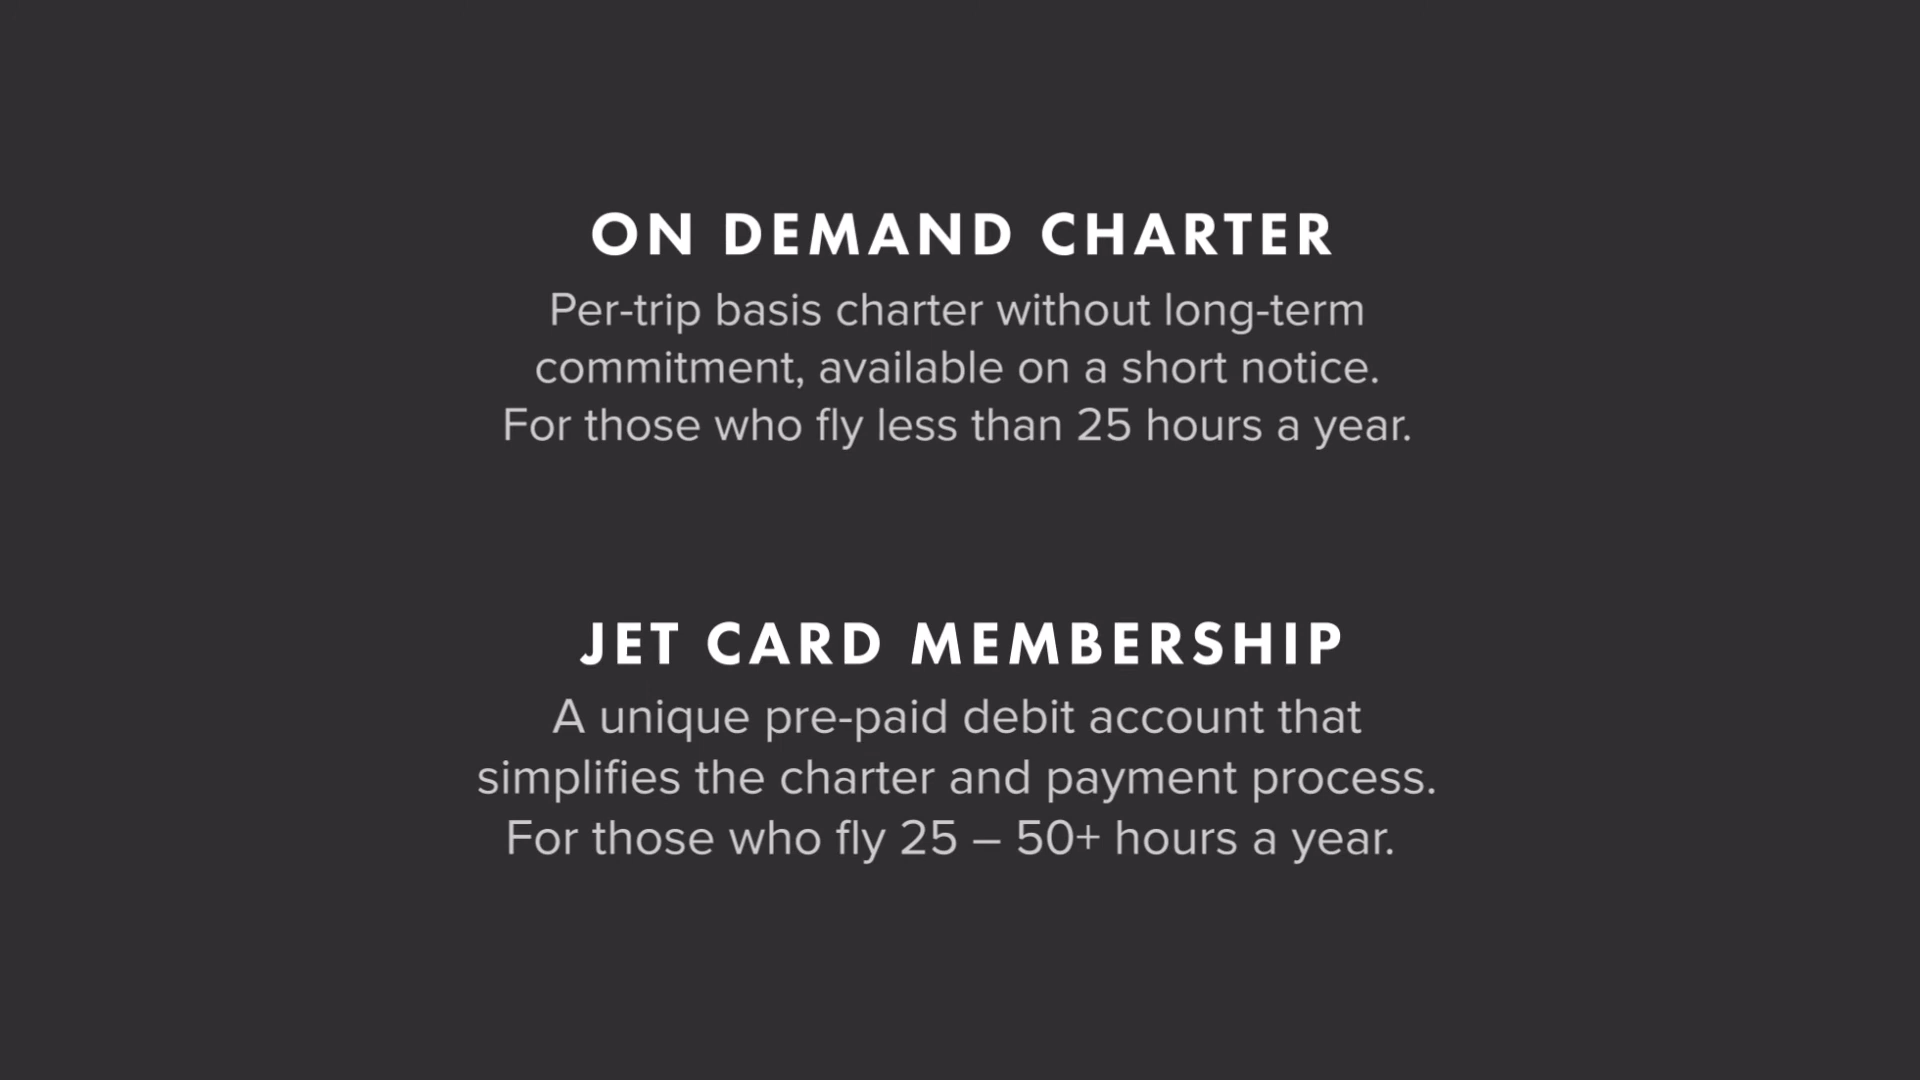 ON DEMAND CHARTER
Per-trip basis charter without long-term
commitment, available on a short notice.
For those who fly less than 25 hours a year.
JET CARD MEMBERSHIP
A unique pre-paid debit account that
simplifies the charter and payment process.
For those who fly 25 – 50+ hours a year.